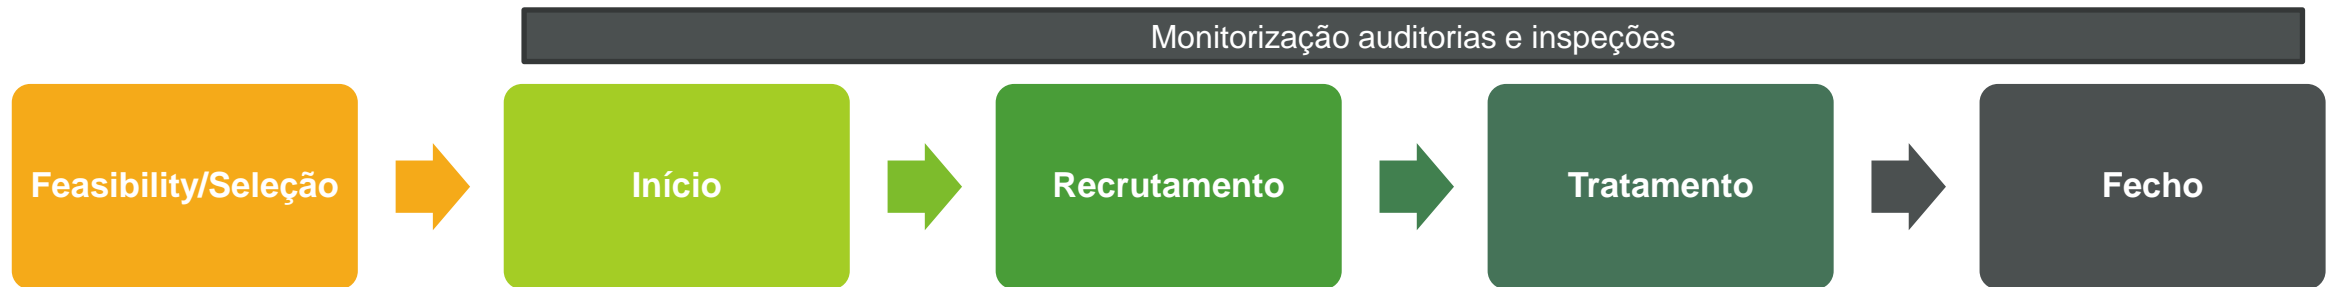 Monitorização auditorias e inspeções
Feasibility/Seleção
Início
Recrutamento
Tratamento
Fecho